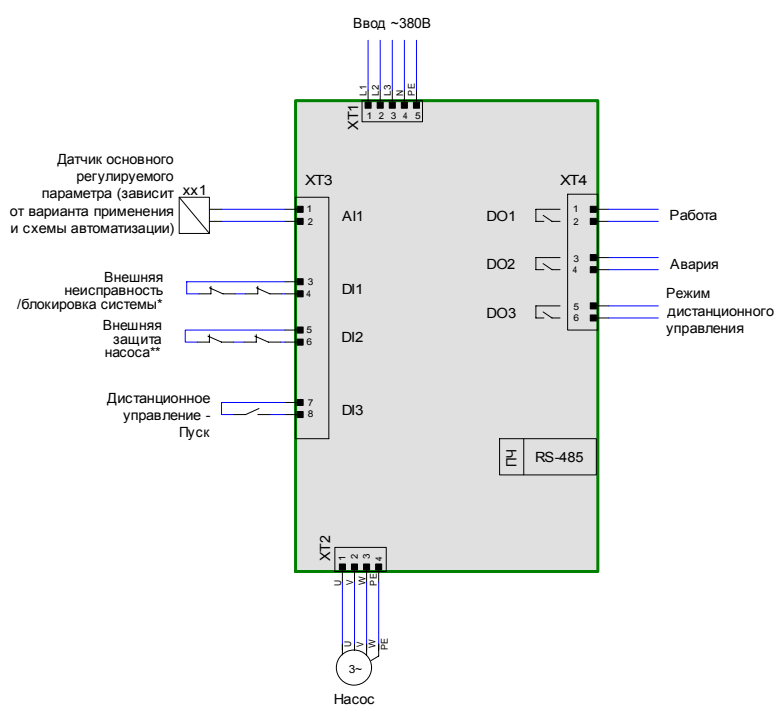 Ввод ~380В
L1
L2
L3
N
PE
XT1
1 2 3 4 5
Датчик основного
регулируемого
параметра (зависит
от варианта применения
и схемы автоматизации)
xx1
XT3
1
2
AI1
Внешняя
неисправность
/блокировка системы*
3
4
DI1
Внешняя
защита
насоса**
5
6
DI2
Дистанционное
управление -
Пуск
7
8
DI3
XT4
DO1
1
2
Работа
DO2
3
4
Авария
DO3
5
6
Режим
дистанционного
управления
ПЧ
RS-485
XT2
1
2
3
4
U
V
W
PE
U
V
W
PE
3~
Насос